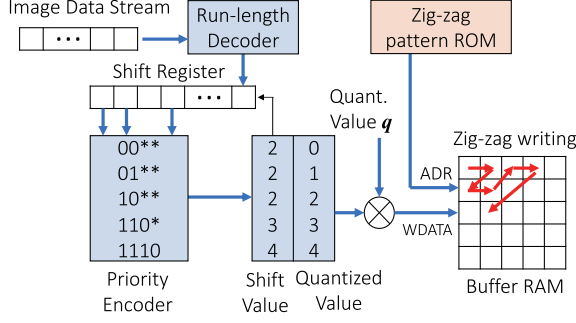 Image Data Stream
Run-length
Decoder
Zig-zag
pattern ROM
Shift Register
Quant.
Value q
Zig-zag writing
ADR
WDATA
00** 2 0
01** 2 1
10** 2 2
110* 3 3
1110 4 4
Priority
Encoder
Shift
Value
Quantized
Value
Buffer RAM